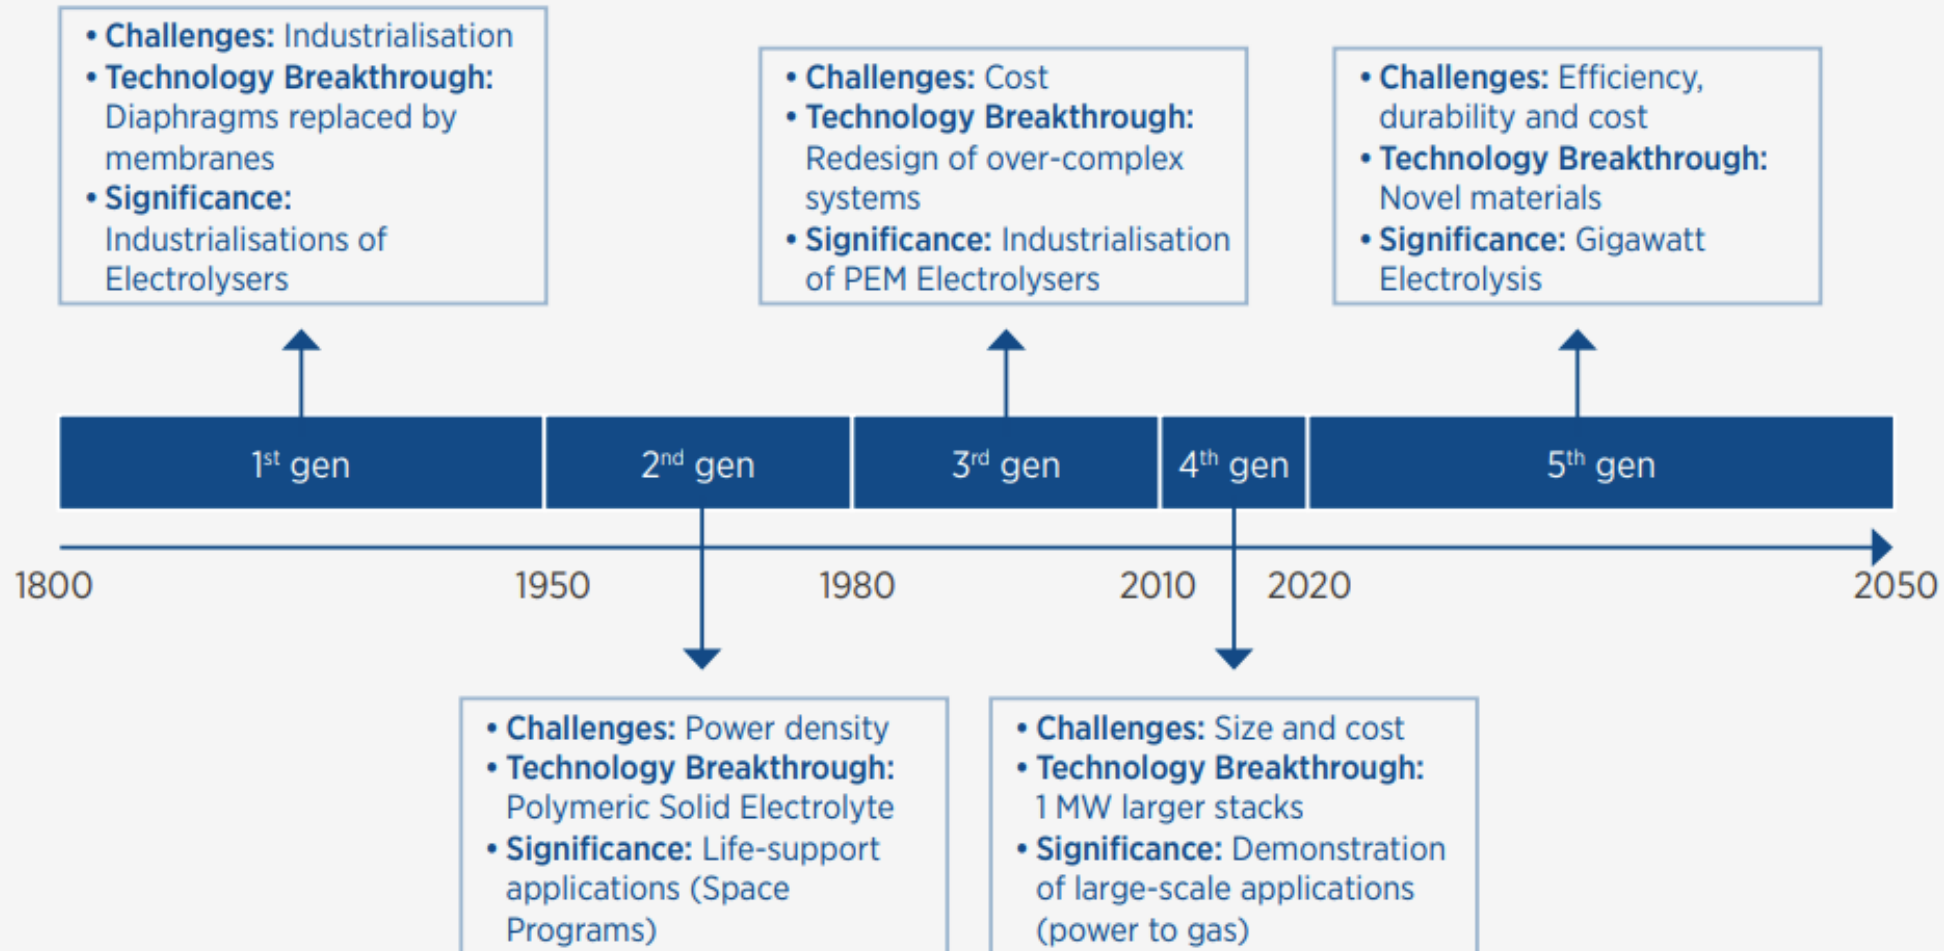 • Challenges: Industrialisation
• Technology Breakthrough:
Diaphragms replaced by
membranes
• Significance:
Industrialisations of
Electrolysers
• Challenges: Cost
• Technology Breakthrough:
Redesign of over-complex
systems
• Significance: Industrialisation
of PEM Electrolysers
• Challenges: Efficiency,
durability and cost
• Technology Breakthrough:
Novel materials
• Significance: Gigawatt
Electrolysis
1st gen
2nd gen
3rd gen
4th gen
5th gen
1800
1950
1980
2010
2020
2050
• Challenges: Power density
• Technology Breakthrough:
Polymeric Solid Electrolyte
• Significance: Life-support
applications (Space
Programs)
• Challenges: Size and cost
• Technology Breakthrough:
1 MW larger stacks
• Significance: Demonstration
of large-scale applications
(power to gas)